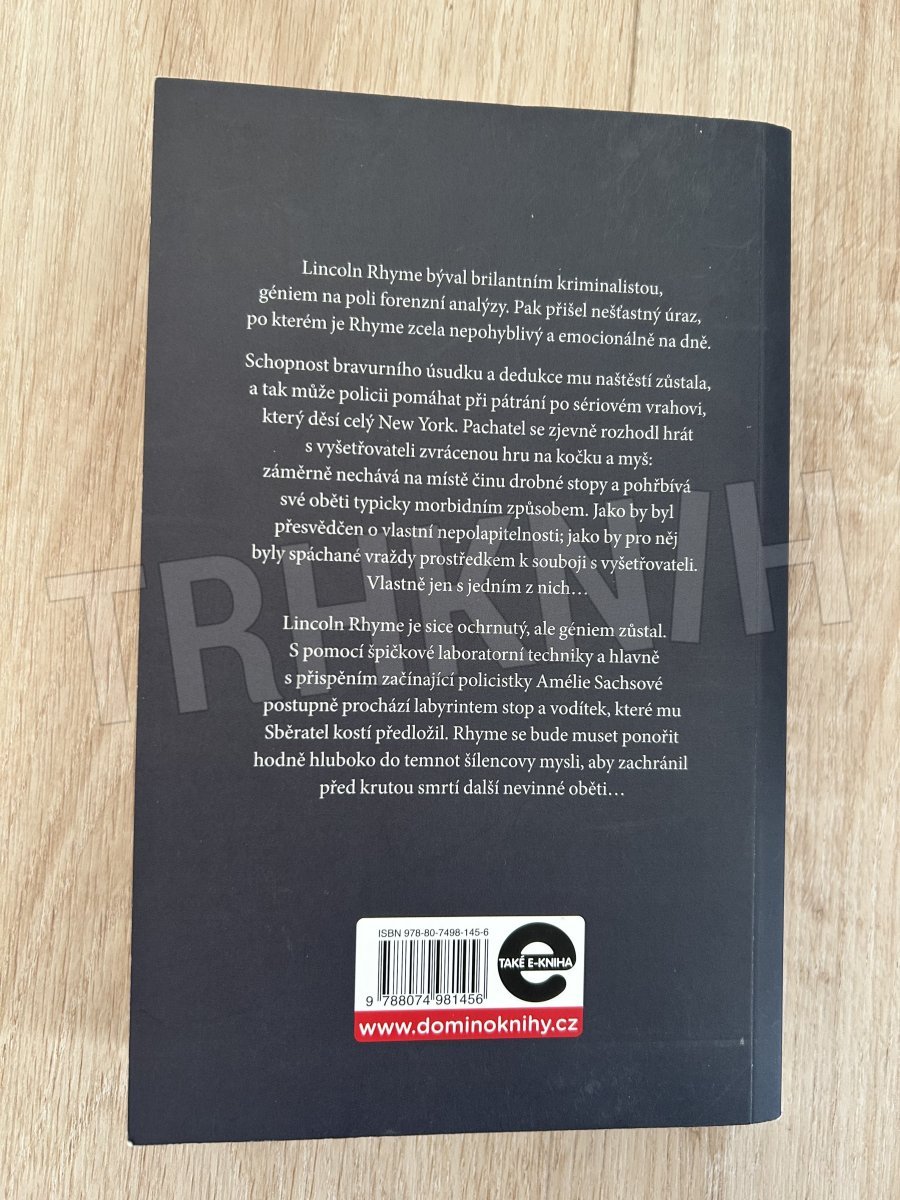 Lincoln Rhyme býval brilantním kriminalistou,
géniem na poli forenzní analýzy. Pak přišel nešťastný úraz,
po kterém je Rhyme zcela nepohyblivý a emocionálně na dně.
Schopnost bravurního úsudku a dedukce mu naštěstí zůstala,
a tak může policii pomáhat při pátrání po sériovém vrahovi,
který děsí celý New York. Pachatel se zjevně rozhodl hrát
s vyšetřovateli zvrácenou hru na kočku a myš:
záměrně nechává na místě činu drobné stopy a pohřbívá
své oběti typicky morbidním způsobem. Jako by byl
přesvědčen o vlastní nepolapitelnosti; jako by pro něj
byly spáchané vraždy prostředkem k souboji s vyšetřovateli.
Vlastně jen s jedním z nich…
Lincoln Rhyme je sice ochrnutý, ale géniem zůstal.
S pomocí špičkové laboratorní techniky a hlavně
s přispěním začínající policistky Amélie Sachsové
postupně prochází labyrintem stop a vodítek, které mu
Sběratel kostí předložil. Rhyme se bude muset ponořit
hodně hluboko do temnot šílencovy mysli, aby zachránil
před krutou smrtí další nevinné oběti…
TRHKNIH
ISBN 978-80-7498-145-6
TAKÉ E-KNIHA
9 788074 981456
www.dominoknihy.cz